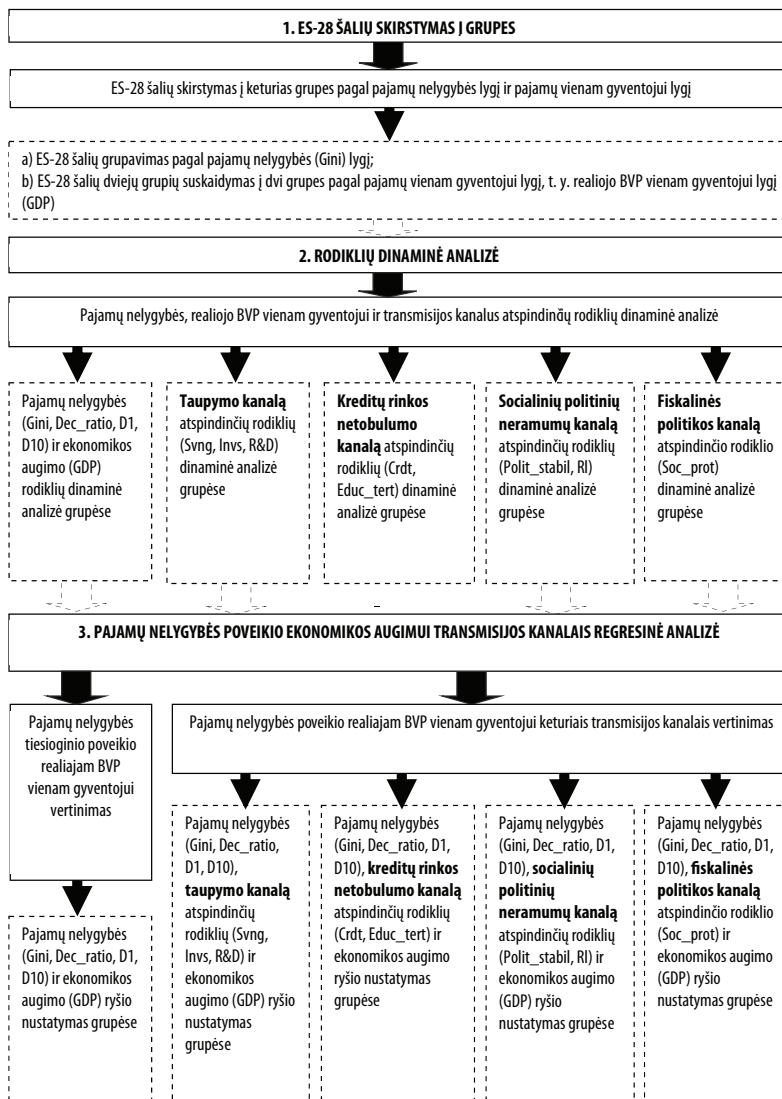 1. ES-28 ŠALIŲ SKIRSTYMAS Į GRUPES
ES-28 šalių skirstymas į keturias grupes pagal pajamų nelygybės lygį ir pajamų vienam gyventojui lygį
a) ES-28 šalių grupavimas pagal pajamų nelygybės (Gini) lygį;
b) ES-28 šalių dviejų grupių suskaidymas į dvi grupes pagal pajamų vienam gyventojui lygį, t. y. realiojo BVP vienam gyventojui lygį
(GDP)
2. RODIKLIŲ DINAMINĖ ANALIZĖ
Pajamų nelygybės, realiojo BVP vienam gyventojui ir transmisijos kanalus atspindinčių rodiklių dinaminė analizė
Pajamų nelygybės
(Gini, Dec_ratio, D1,
D10) ir ekonomikos
augimo (GDP)
rodiklių dinaminė
analizė grupėse
Taupymo kanalą
atspindinčių rodiklių
(Svng, Invs, R&D)
dinaminė analizė
grupėse
Kreditų rinkos
netobulumo
kanalą atspindinčių
rodiklių (Crdt,
Educ_tert) dinaminė
analizė grupėse
Socialinių politinių
neramumų kanalą
atspindinčių rodiklių
(Polit_stabil, RI)
dinaminė analizė
grupėse
Fiskalinės
politikos kanalą
atspindinčio rodiklio
(Soc_prot)
dinaminė analizė
grupėse
3. PAJAMŲ NELYGYBĖS POVEIKIO EKONOMIKOS AUGIMUI TRANSMISIJOS KANALAIS REGRESINĖ ANALIZĖ
Pajamų nelygybės
tiesioginio poveikio
realiajam BVP
vienam gyventojui
vertinimas
Pajamų nelygybės poveikio realiajam BVP vienam gyventojui keturiais transmisijos kanalais vertinimas
Pajamų nelygybės
(Gini, Dec_ratio, D1,
D10) ir ekonomikos
augimo (GDP) ryšio
nustatymas grupėse
Pajamų nelygybės
(Gini, Dec_ratio,
D1, D10),
taupymo kanalą
atspindinčių
rodiklių (Svng,
Invs, R&D) ir
ekonomikos
augimo (GDP) ryšio
nustatymas
grupėse
Pajamų nelygybės
(Gini, Dec_ratio, D1,
D10), kreditų rinkos
netobulumo kanalą
atspindinčių rodiklių
(Crdt, Educ_tert) ir
ekonomikos augimo
ryšio nustatymas
grupėse
Pajamų nelygybės
(Gini, Dec_ratio, D1,
D10), socialinių
politinių
neramumų kanalą
atspindinčių rodiklių
(Polit_stabil, RI) ir
ekonomikos augimo
(GDP) ryšio
nustatymas grupėse
Pajamų nelygybės
(Gini, Dec_ratio, D1,
D10), fiskalinės
politikos kanalą
atspindinčio rodiklio
(Soc_prot) ir
ekonomikos augimo
(GDP) ryšio
nustatymas grupėse